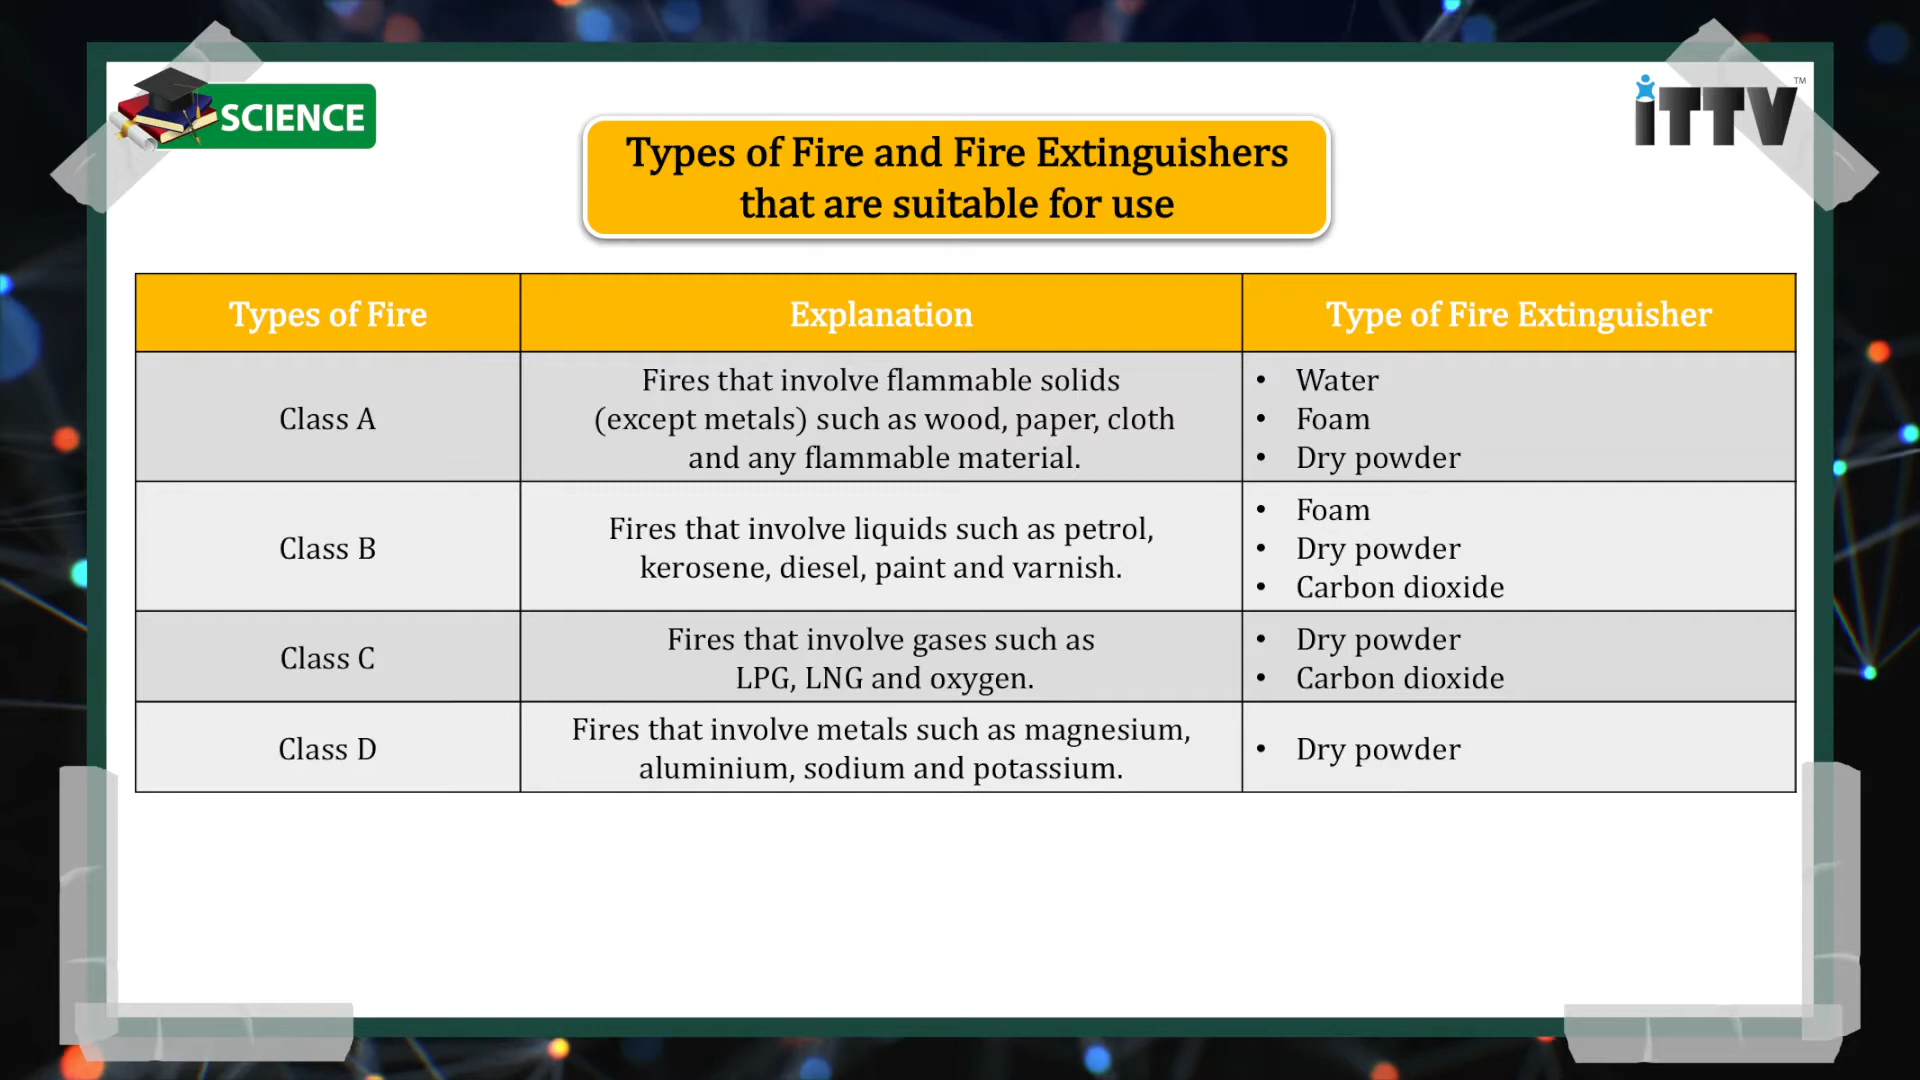 SCIENCE
iTTV
TM
Types of Fire and Fire Extinguishers
that are suitable for use
Types of Fire
Explanation
Type of Fire Extinguisher
Class A
Fires that involve flammable solids
(except metals) such as wood, paper, cloth
and any flammable material.
• Water
• Foam
• Dry powder
Class B
Fires that involve liquids such as petrol,
kerosene, diesel, paint and varnish.
• Foam
• Dry powder
• Carbon dioxide
Class C
Fires that involve gases such as
LPG, LNG and oxygen.
• Dry powder
• Carbon dioxide
Class D
Fires that involve metals such as magnesium,
aluminium, sodium and potassium.
• Dry powder